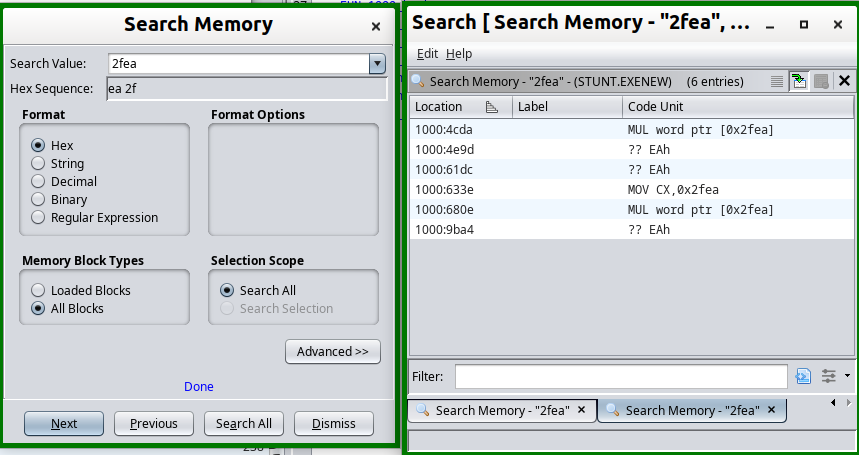 Search Memory
Search Value: 2fea
Hex Sequence: ea 2f
Format
Hex
String
Decimal
Binary
Regular Expression
Format Options
Memory Block Types
Loaded Blocks
All Blocks
Selection Scope
Search All
Search Selection
Advanced >>
Done
Next Previous Search All Dismiss
Search [ Search Memory - "2fea", ...
Edit Help
Search Memory - "2fea" - (STUNT.EXENEW) (6 entries)
Location Label Code Unit
1000:4cda MUL word ptr [0x2fea]
1000:4e9d ?? EAh
1000:61dc ?? EAh
1000:633e MOV CX,0x2fea
1000:680e MUL word ptr [0x2fea]
1000:9ba4 ?? EAh
Filter:
Search Memory - "2fea" Search Memory - "2fea"